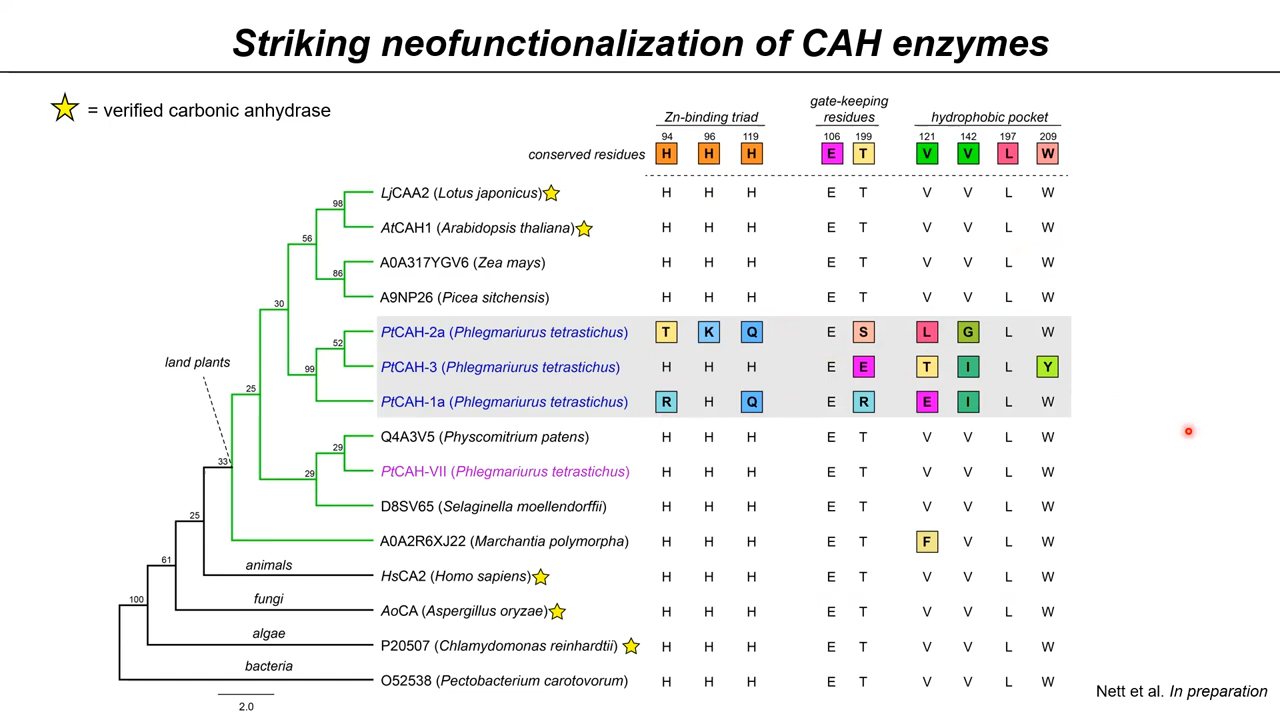 Striking neofunctionalization of CAH enzymes
= verified carbonic anhydrase
Zn-binding triad
gate-keeping
residues
hydrophobic pocket
94 96 119 106 199 121 142 197 209
conserved residues H H H E T V V L W
LjCAA2 (Lotus japonicus) H H H E T V V L W
98
AtCAH1 (Arabidopsis thaliana) H H H E T V V L W
56
A0A317YGV6 (Zea mays) H H H E T V V L W
86
A9NP26 (Picea sitchensis) H H H E T V V L W
30
PtCAH-2a (Phlegmariurus tetrastichus) T K Q E S L G L W
52
land plants
PtCAH-3 (Phlegmariurus tetrastichus) H H H E E T I L Y
99
25
PtCAH-1a (Phlegmariurus tetrastichus) R H Q E R E I L W
Q4A3V5 (Physcomitrium patens) H H H E T V V L W
29
33
PtCAH-VII (Phlegmariurus tetrastichus) H H H E T V V L W
29
D8SV65 (Selaginella moellendorffii) H H H E T V V L W
25
A0A2R6XJ22 (Marchantia polymorpha) H H H E T F V L W
61
animals
HsCA2 (Homo sapiens) H H H E T V V L W
fungi
100
AoCA (Aspergillus oryzae) H H H E T V V L W
algae
P20507 (Chlamydomonas reinhardtii) H H H E T V V L W
bacteria
O52538 (Pectobacterium carotovorum) H H H E T V V L W
2.0
Nett et al. In preparation